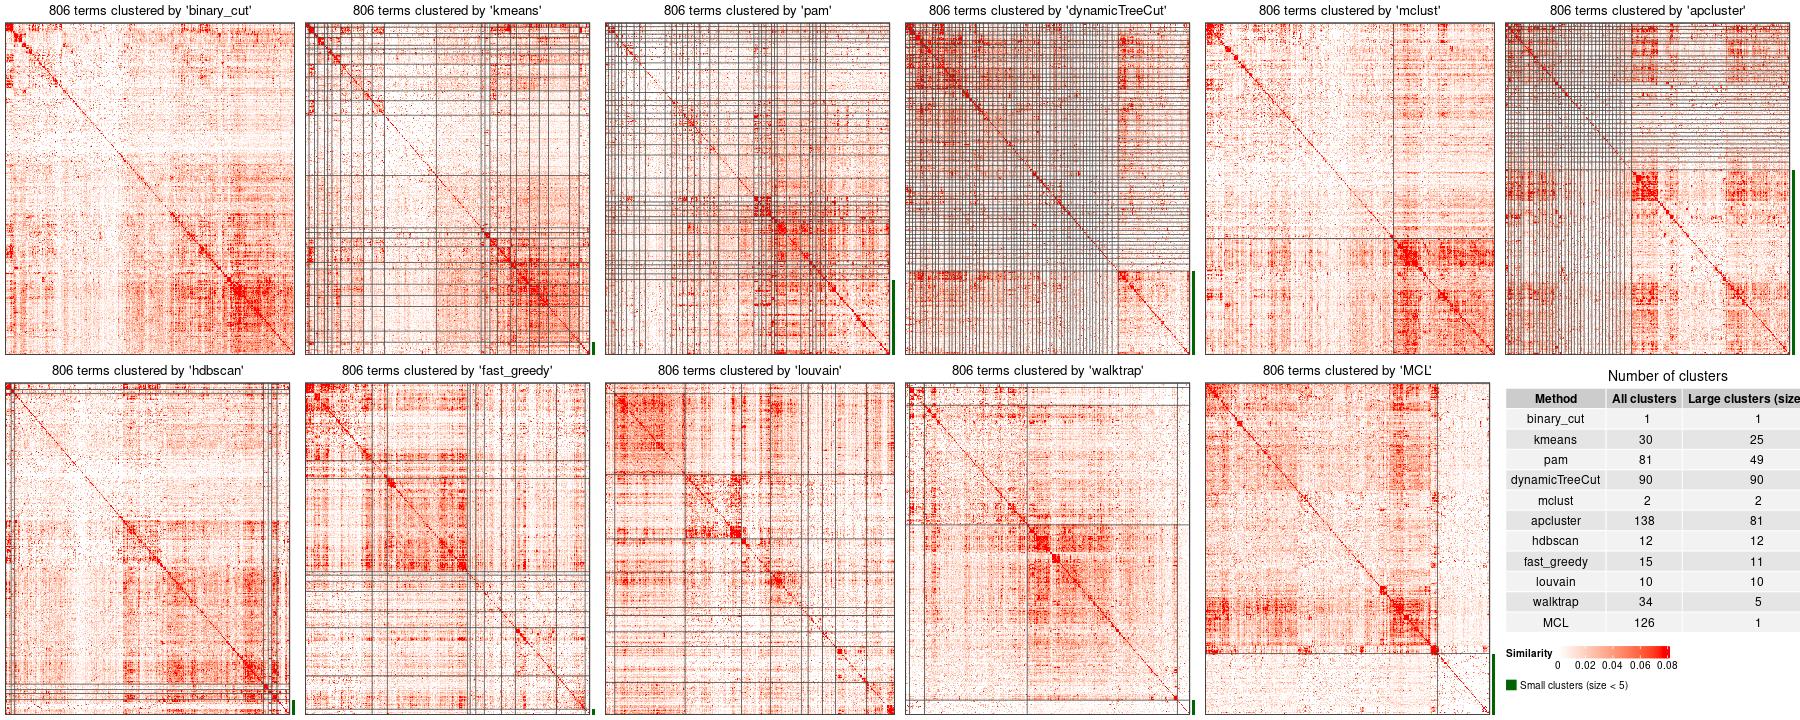 806 terms clustered by 'binary_cut'
806 terms clustered by 'kmeans'
806 terms clustered by 'pam'
806 terms clustered by 'dynamicTreeCut'
806 terms clustered by 'mclust'
806 terms clustered by 'apcluster'
806 terms clustered by 'hdbscan'
806 terms clustered by 'fast_greedy'
806 terms clustered by 'louvain'
806 terms clustered by 'walktrap'
806 terms clustered by 'MCL'
Number of clusters
Method All clusters Large clusters (size
binary_cut 1 1
kmeans 30 25
pam 81 49
dynamicTreeCut 90 90
mclust 2 2
apcluster 138 81
hdbscan 12 12
fast_greedy 15 11
louvain 10 10
walktrap 34 5
MCL 126 1
Similarity
0 0.02 0.04 0.06 0.08
Small clusters (size < 5)